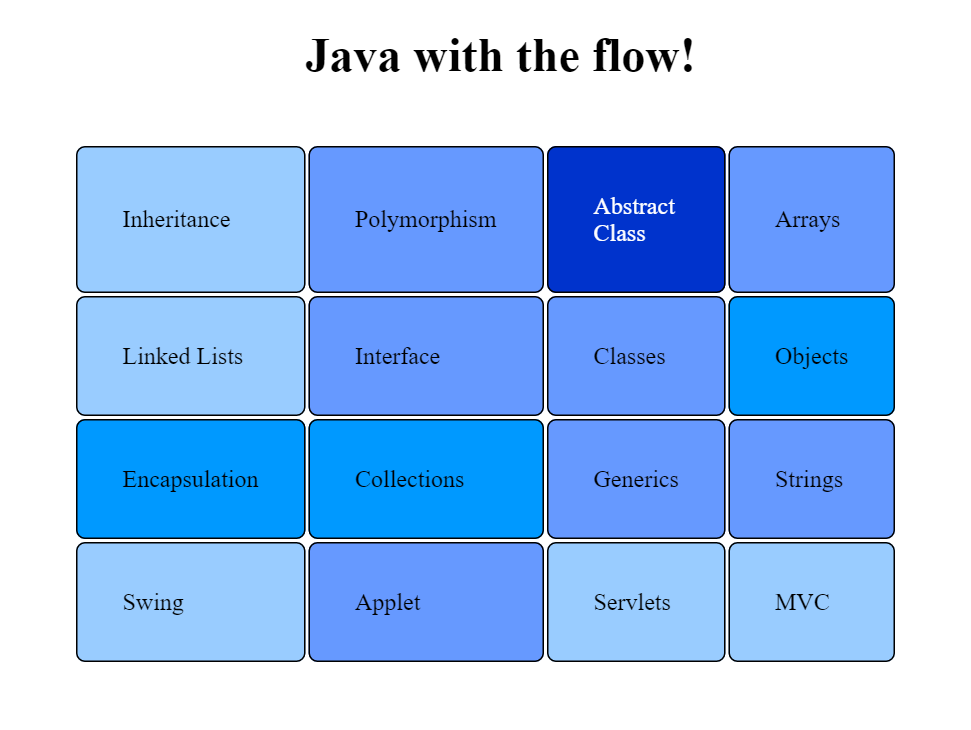 Java with the flow!
Inheritance
Polymorphism
Abstract
Class
Arrays
Linked Lists
Interface
Classes
Objects
Encapsulation
Collections
Generics
Strings
Swing
Applet
Servlets
MVC